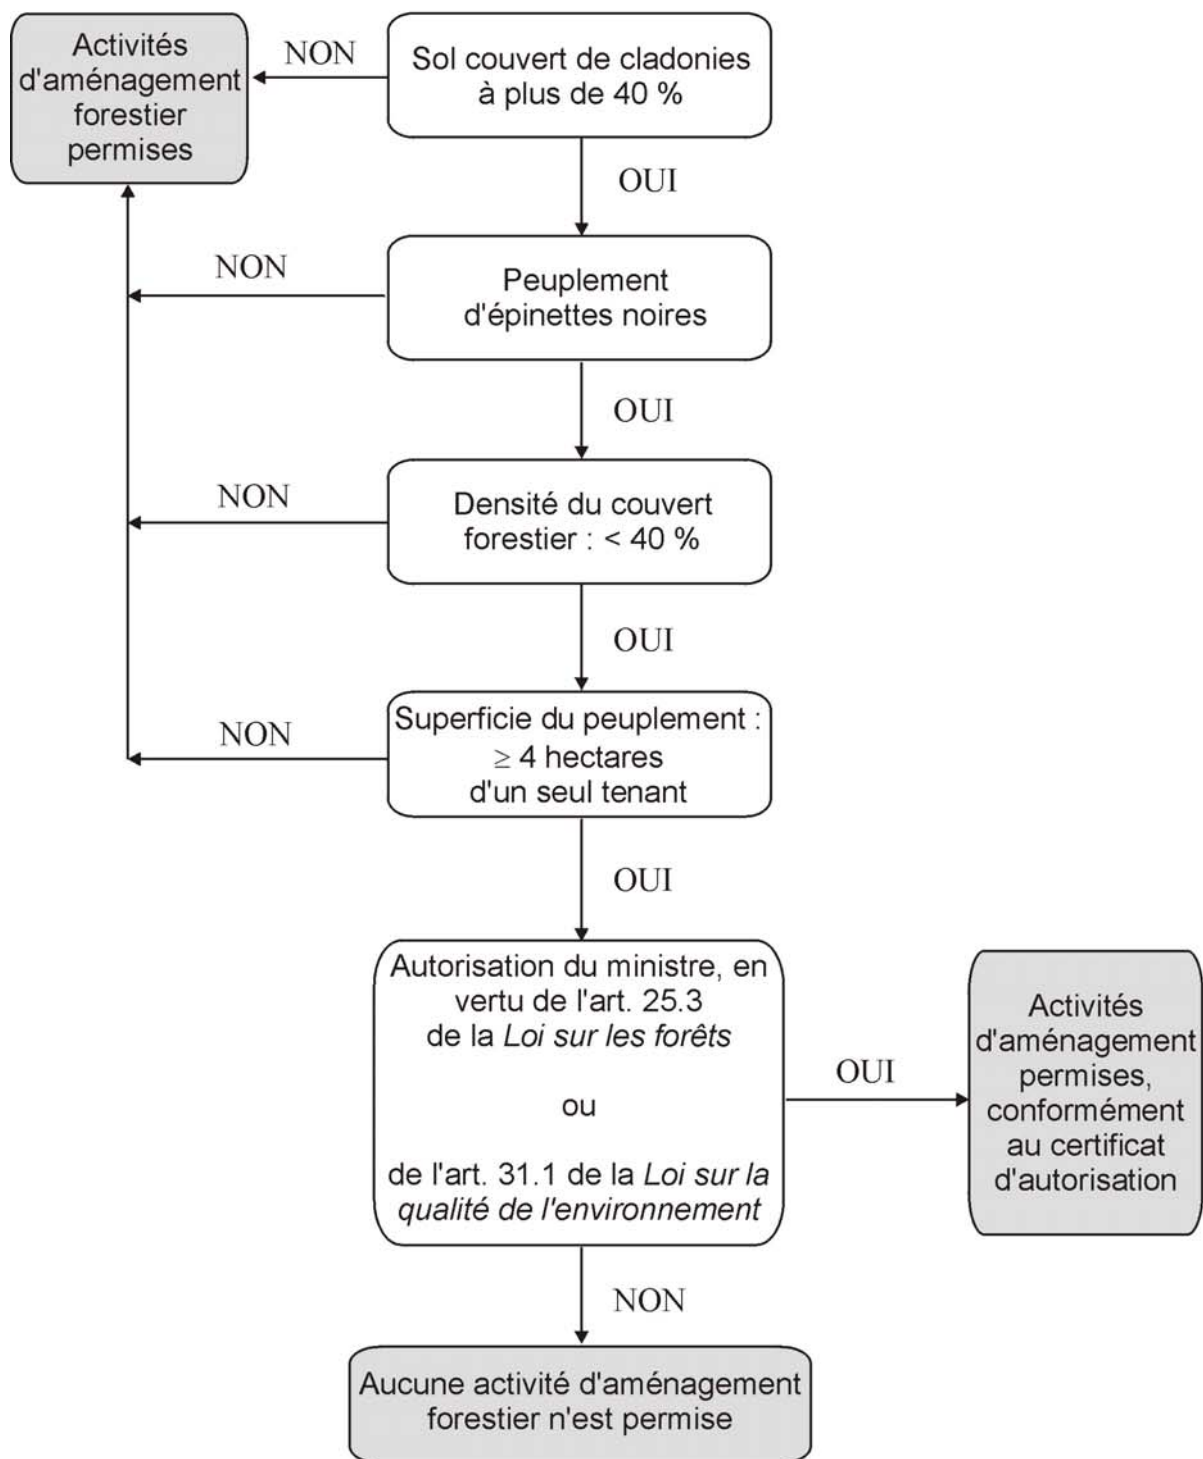 Activités
d'aménagement
forestier
permises
NON
Sol couvert de cladonies
à plus de 40 %
OUI
NON
Peuplement
d'épinettes noires
OUI
NON
Densité du couvert
forestier : < 40 %
OUI
NON
Superficie du peuplement :
≥ 4 hectares
d'un seul tenant
OUI
Autorisation du ministre, en
vertu de l'art. 25.3
de la Loi sur les forêts
ou
de l'art. 31.1 de la Loi sur la
qualité de l'environnement
OUI
Activités
d'aménagement
permises,
conformément
au certificat
d'autorisation
NON
Aucune activité d'aménagement
forestier n'est permise